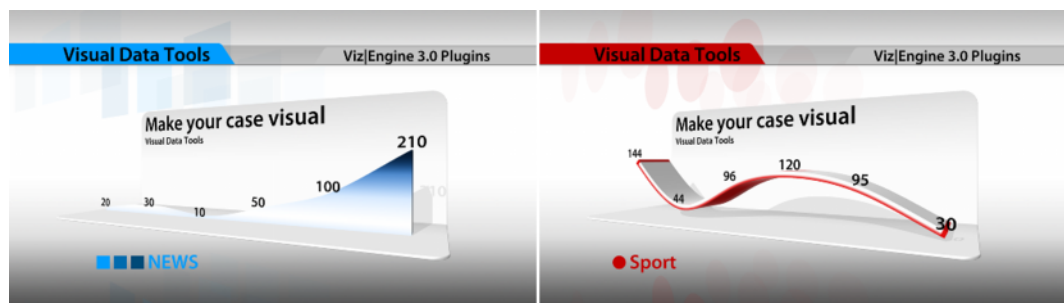 Visual Data Tools
Viz|Engine 3.0 Plugins
Make your case visual
Visual Data Tools
20
30
10
50
100
210
NEWS
Visual Data Tools
Viz|Engine 3.0 Plugins
Make your case visual
Visual Data Tools
144
44
96
120
95
30
Sport